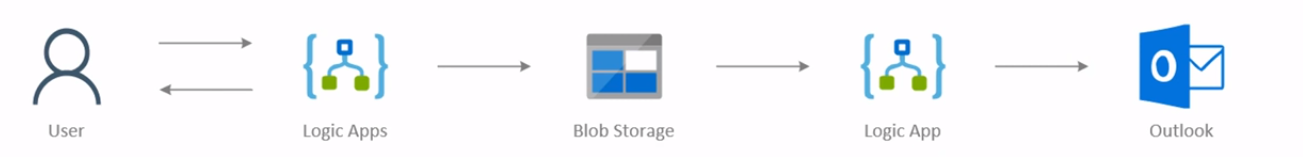 User
Logic Apps
Blob Storage
Logic App
Outlook